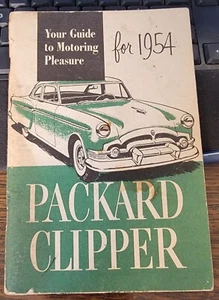 Your Guide
to Motoring
Pleasure
for 1954
PACKARD
CLIPPER